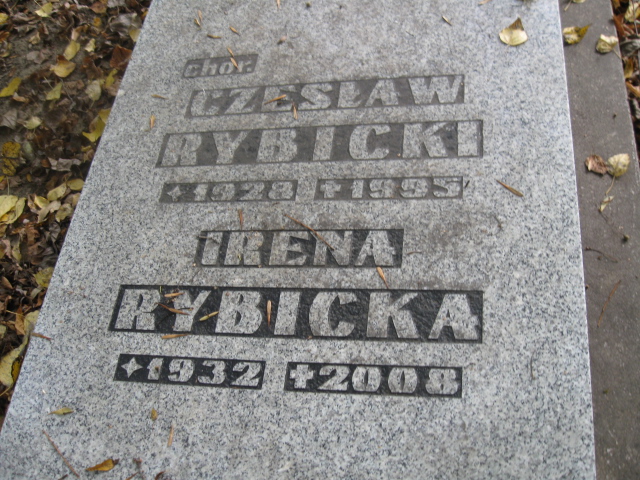 chor.
CZESŁAW
RYBICKI
✦1928 ✝1995
IRENA
RYBICKA
✦1932 ✝2008